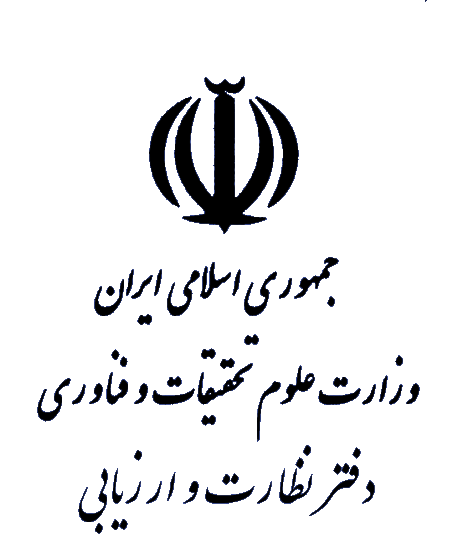 جمهوری اسلامی ایران
وزارت علوم تحقیقات و فناوری
دفتر نظارت و ارزیابی